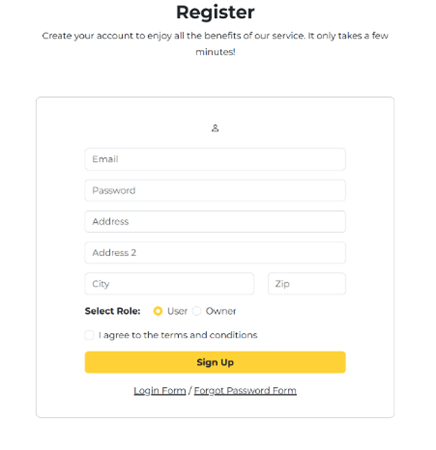 Register
Create your account to enjoy all the benefits of our service. It only takes a few
minutes!
Email
Password
Address
Address 2
City Zip
Select Role: User Owner
I agree to the terms and conditions
Sign Up
Login Form / Forgot Password Form